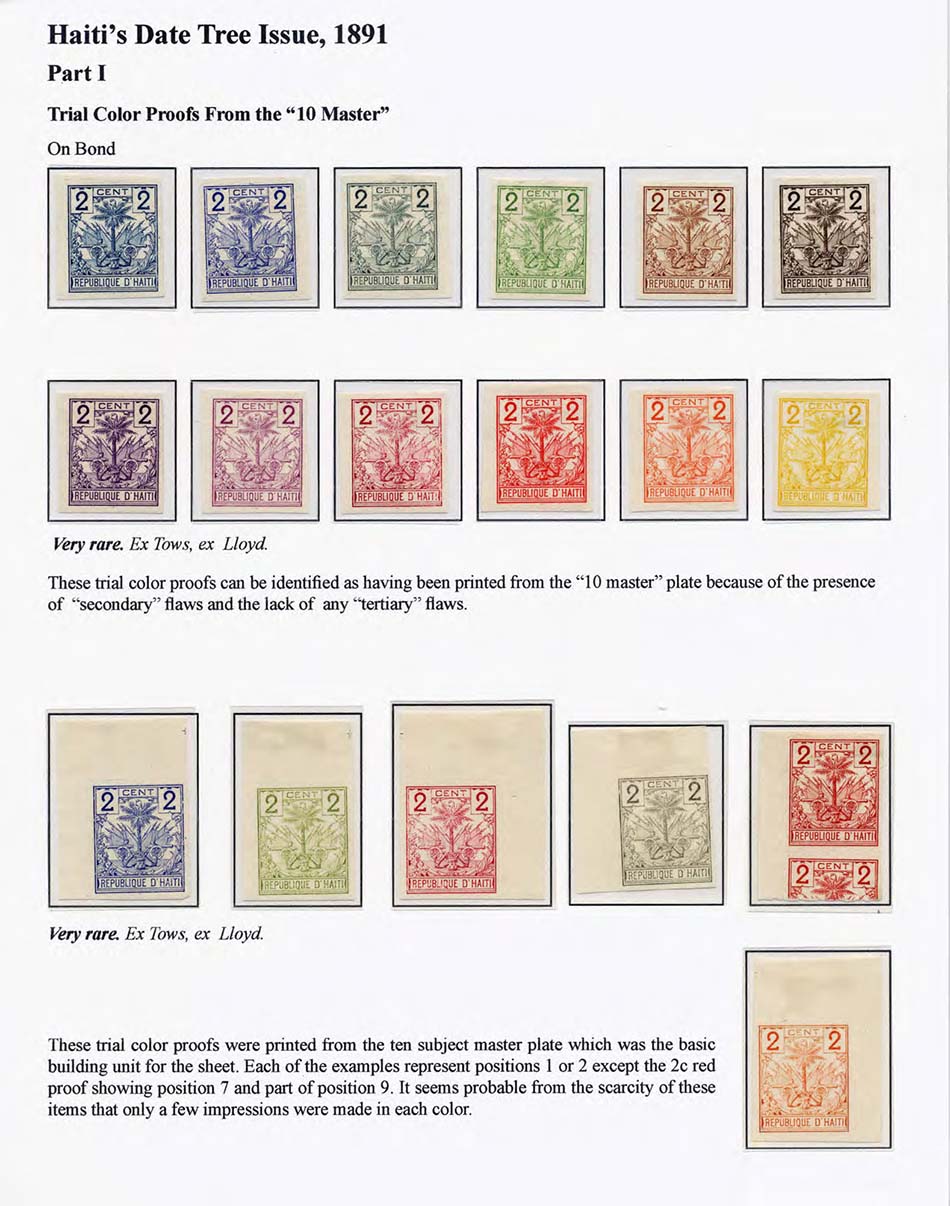 Haiti's Date Tree Issue, 1891
Part I
Trial Color Proofs From the “10 Master”
On Bond
2 CENT 2
REPUBLIQUE D'HAITI
2 CENT 2
REPUBLIQUE D'HAITI
2 CENT 2
REPUBLIQUE D'HAITI
2 CENT 2
REPUBLIQUE D'HAITI
2 CENT 2
REPUBLIQUE D'HAITI
2 CENT 2
REPUBLIQUE D'HAITI
2 CENT 2
REPUBLIQUE D'HAITI
2 CENT 2
REPUBLIQUE D'HAITI
2 CENT 2
REPUBLIQUE D'HAITI
2 CENT 2
REPUBLIQUE D'HAITI
2 CENT 2
REPUBLIQUE D'HAITI
2 CENT 2
REPUBLIQUE D'HAITI
Very rare. Ex Tows, ex Lloyd.
These trial color proofs can be identified as having been printed from the “10 master” plate because of the presence
of “secondary” flaws and the lack of any “tertiary” flaws.
2 CENT 2
REPUBLIQUE D'HAITI
2 CENT 2
REPUBLIQUE D'HAITI
2 CENT 2
REPUBLIQUE D'HAITI
2 CENT 2
REPUBLIQUE D'HAITI
2 CENT 2
REPUBLIQUE D'HAITI
2 CENT 2
Very rare. Ex Tows, ex Lloyd.
These trial color proofs were printed from the ten subject master plate which was the basic
building unit for the sheet. Each of the examples represent positions 1 or 2 except the 2c red
proof showing position 7 and part of position 9. It seems probable from the scarcity of these
items that only a few impressions were made in each color.
2 CENT 2
REPUBLIQUE D'HAITI